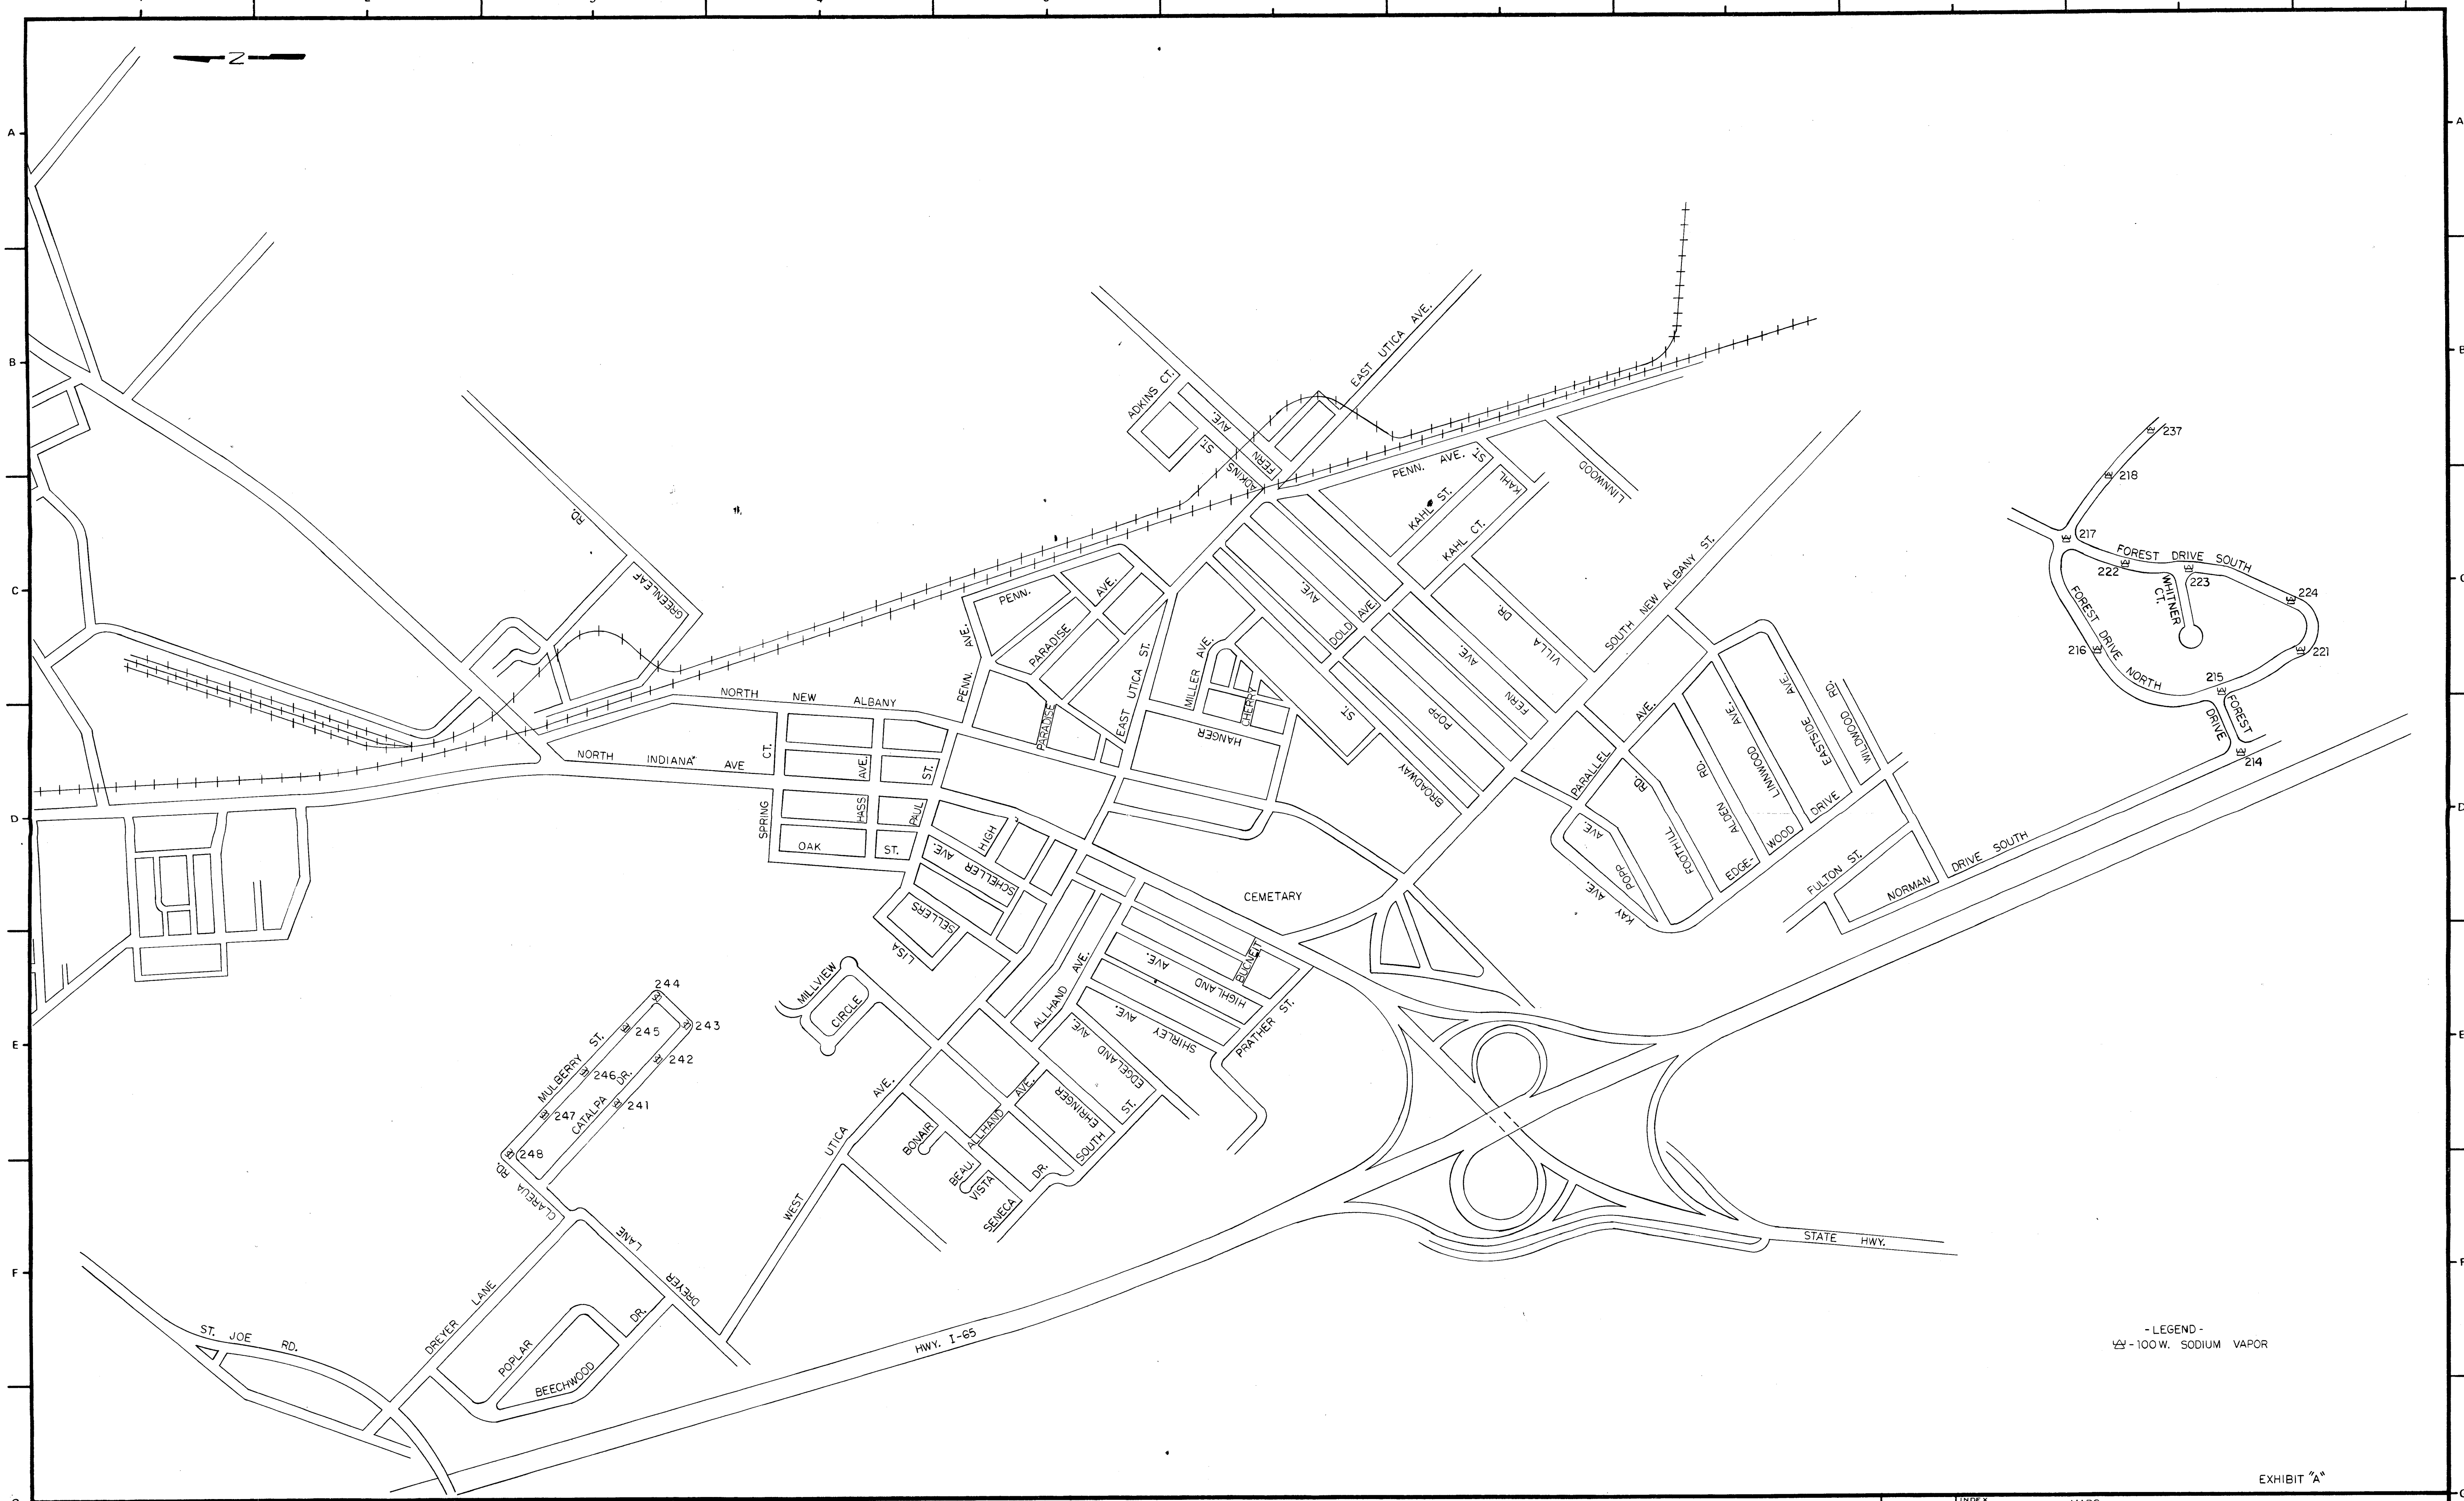 N
A
A
B
B
C
C
D
D
E
E
F
F
EAST UTICA AVE.
ADKINS CT.
FERN AVE.
ADKINS ST.
PENN. AVE.
KAHL ST.
KAHL ST.
KAHL CT.
LINNWOOD
GREENLEAF RD.
237
218
217
FOREST DRIVE SOUTH
222
223
WHITNER CT.
224
FOREST DRIVE NORTH
216
221
215
FOREST DRIVE
214
PENN.
PARADISE AVE.
PENN. AVE.
PARADISE
EAST UTICA ST.
MILLER AVE.
CHERRY
HANGER
DOLD AVE.
AVE.
VILLA DR.
FERN AVE.
POPP
BROADWAY ST.
SOUTH NEW ALBANY ST.
NORTH NEW ALBANY
NORTH INDIANA AVE
SPRING CT.
HASS AVE.
PAUL ST.
OAK ST.
HIGH
SCHELLER AVE.
SELLERS
LISA
CEMETARY
PARALLEL AVE.
FOOTHILL RD.
ALDEN RD.
LINNWOOD AVE.
EASTSIDE AVE.
WILDWOOD RD.
EDGE-WOOD DRIVE
POPP AVE.
KAY AVE.
FULTON ST.
NORMAN DRIVE SOUTH
MILLVIEW CIRCLE
ALLHAND AVE.
HIGHLAND AVE.
BUCNELT
SHIRLEY AVE.
PRATHER ST.
EDGELAND AVE.
EHRINGER
SOUTH ST.
ALLHAND AVE.
BONAIR
BEAU. VISTA
SENECA DR.
WEST UTICA AVE.
244
243
245
242
246
241
247
248
MULBERRY ST.
CATALPA DR.
CLAREVA RD.
DREYER LANE
DREYER LANE
POPLAR DR.
BEECHWOOD
ST. JOE RD.
HWY. I-65
STATE HWY.
-LEGEND-
-100 W. SODIUM VAPOR
EXHIBIT "A"
INDEX